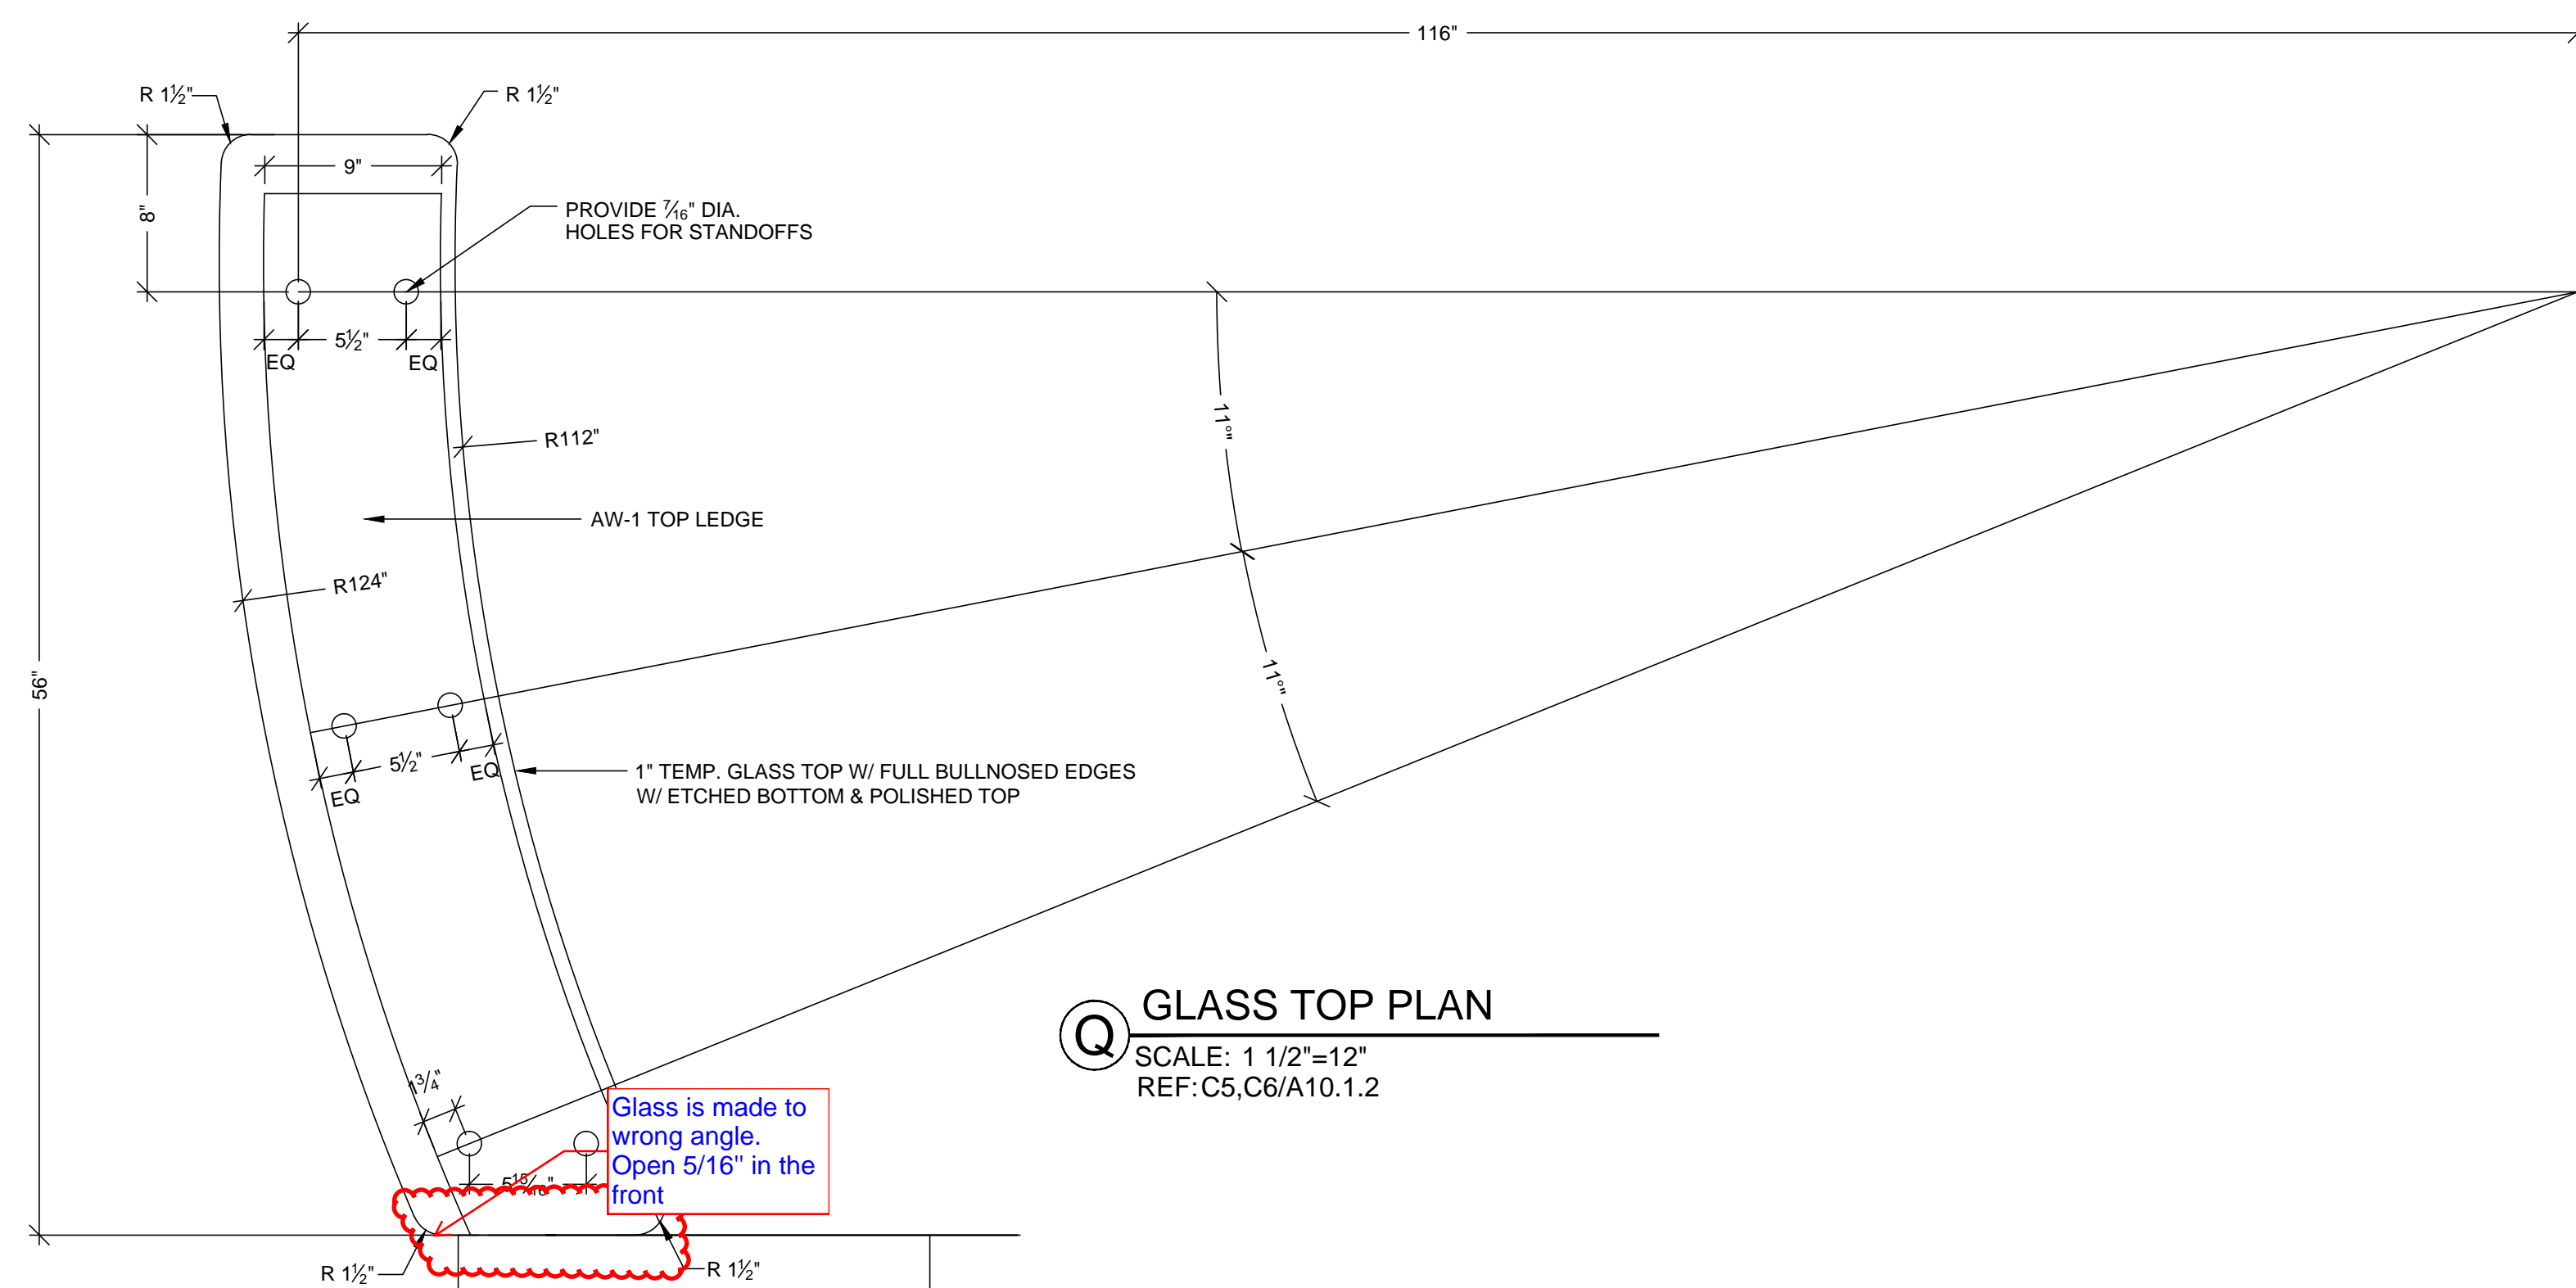 116"
R 1½"
R 1½"
9"
8"
PROVIDE ⁷⁄₁₆" DIA.
HOLES FOR STANDOFFS
5½"
EQ
EQ
11°"
R112"
AW-1 TOP LEDGE
R124"
56"
11°"
5½"
EQ
EQ
1" TEMP. GLASS TOP W/ FULL BULLNOSED EDGES
W/ ETCHED BOTTOM & POLISHED TOP
Q
GLASS TOP PLAN
SCALE: 1 1/2"=12"
REF:C5,C6/A10.1.2
1¾"
Glass is made to
wrong angle.
Open 5/16" in the
front
5¹⁵⁄₁₆"
R 1½"
R 1½"